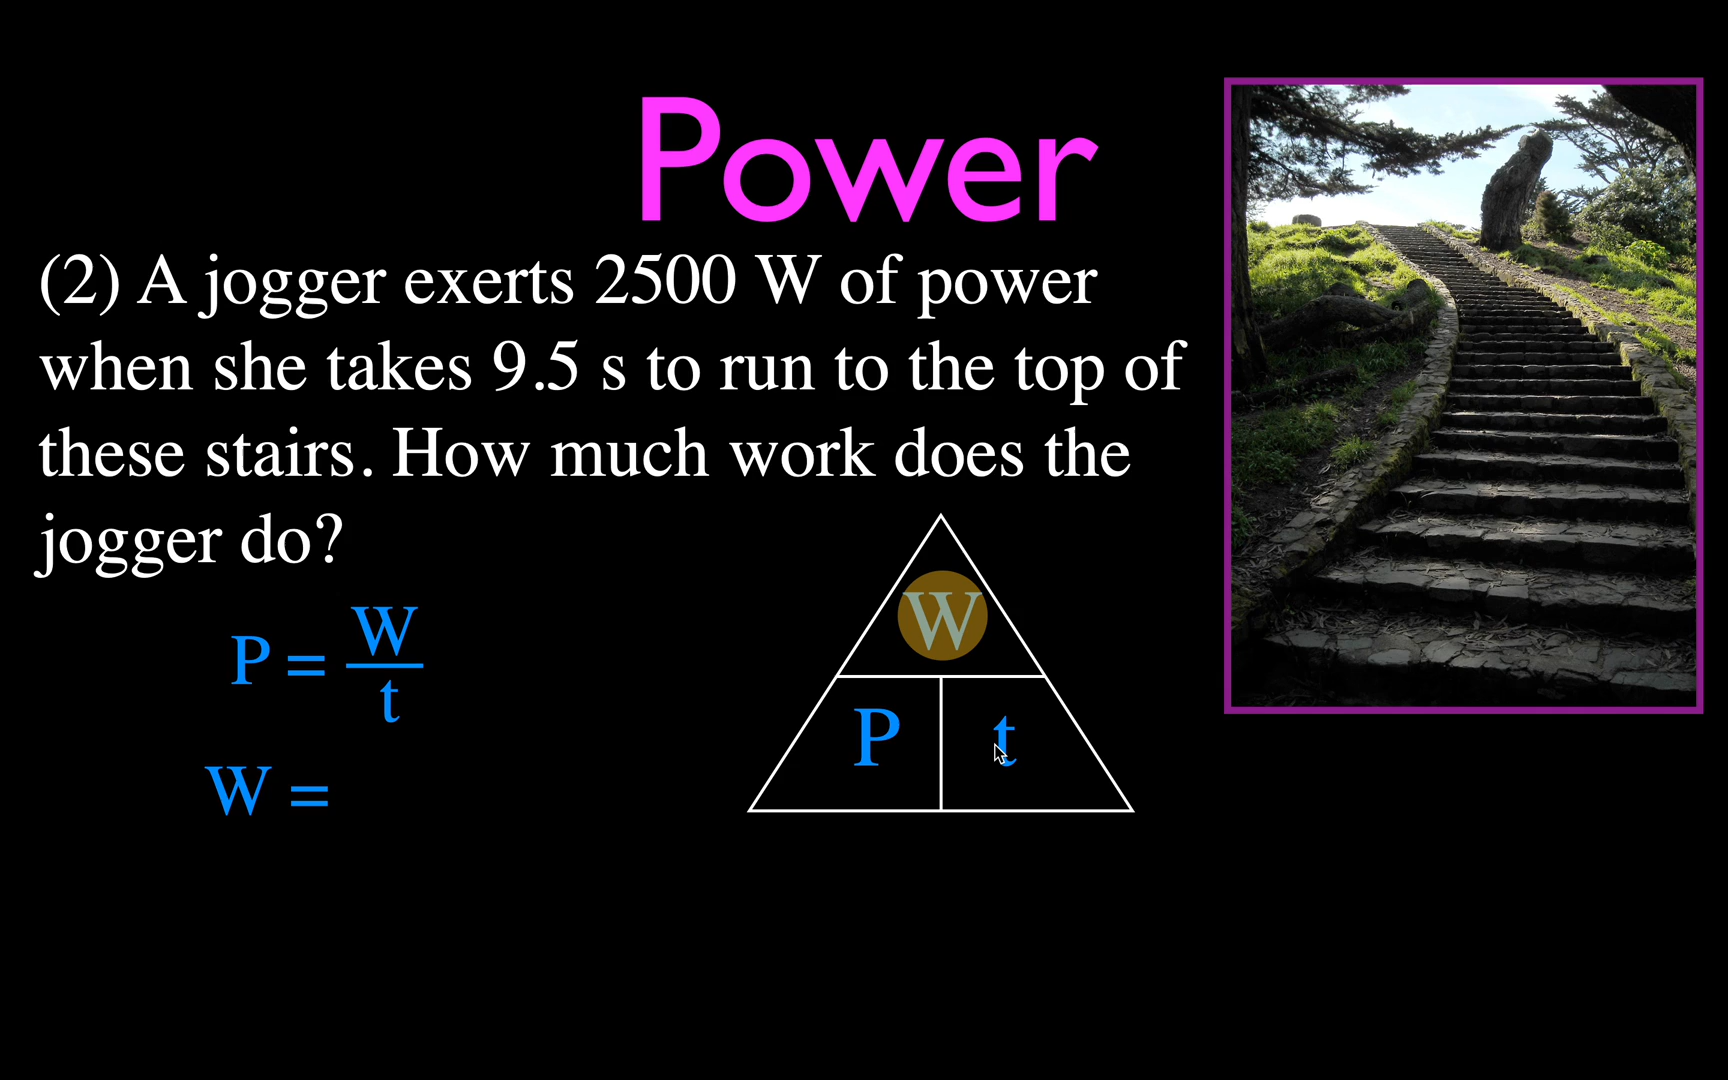 Power
(2) A jogger exerts 2500 W of power
when she takes 9.5 s to run to the top of
these stairs. How much work does the
jogger do?
P = W/t
W =
W
P t